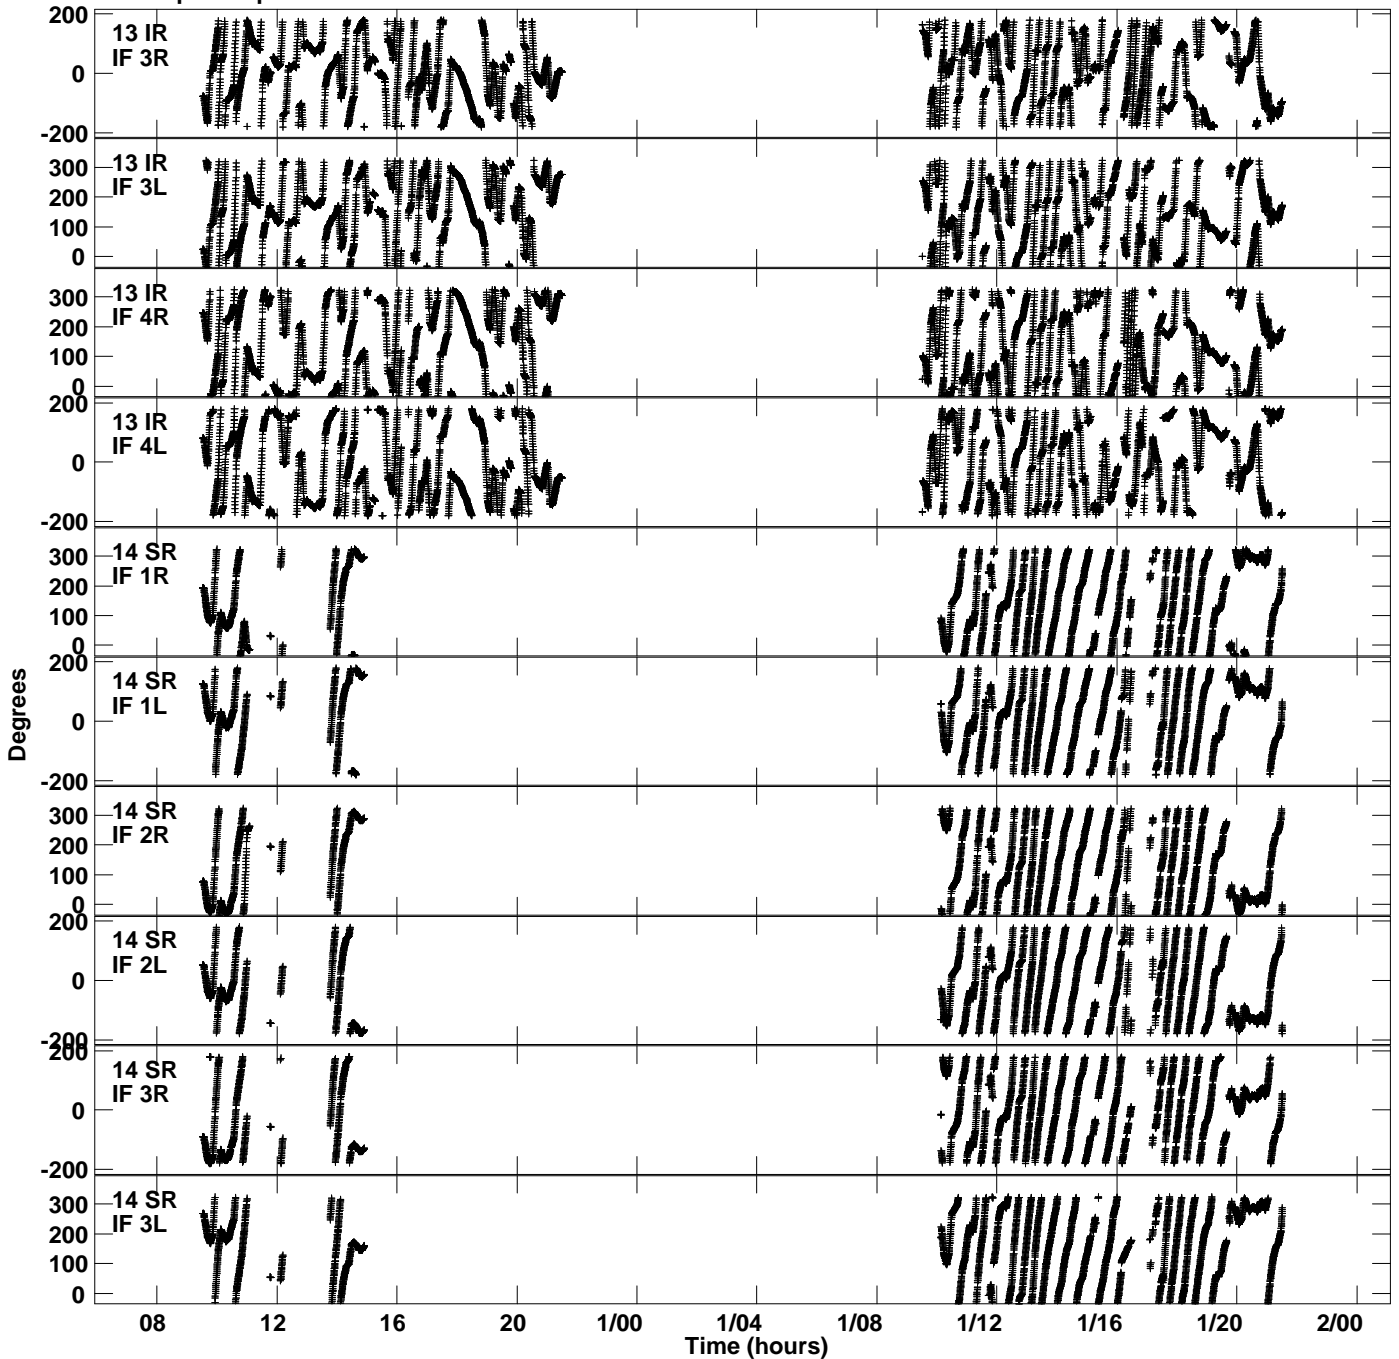 200
13 IR
IF 3R
0
-200
13 IR
300
IF 3L
200
100
0
13 IR
300
IF 4R
200
100
0
200
13 IR
IF 4L
0
-200
14 SR
300
IF 1R
200
100
0
200
14 SR
IF 1L
0
-200
14 SR
300
IF 2R
200
100
0
200
14 SR
IF 2L
0
-200
200
14 SR
IF 3R
0
-200
14 SR
300
IF 3L
200
100
0
Degrees
08 12 16 20 1/00 1/04 1/08 1/12 1/16 1/20 2/00
Time (hours)